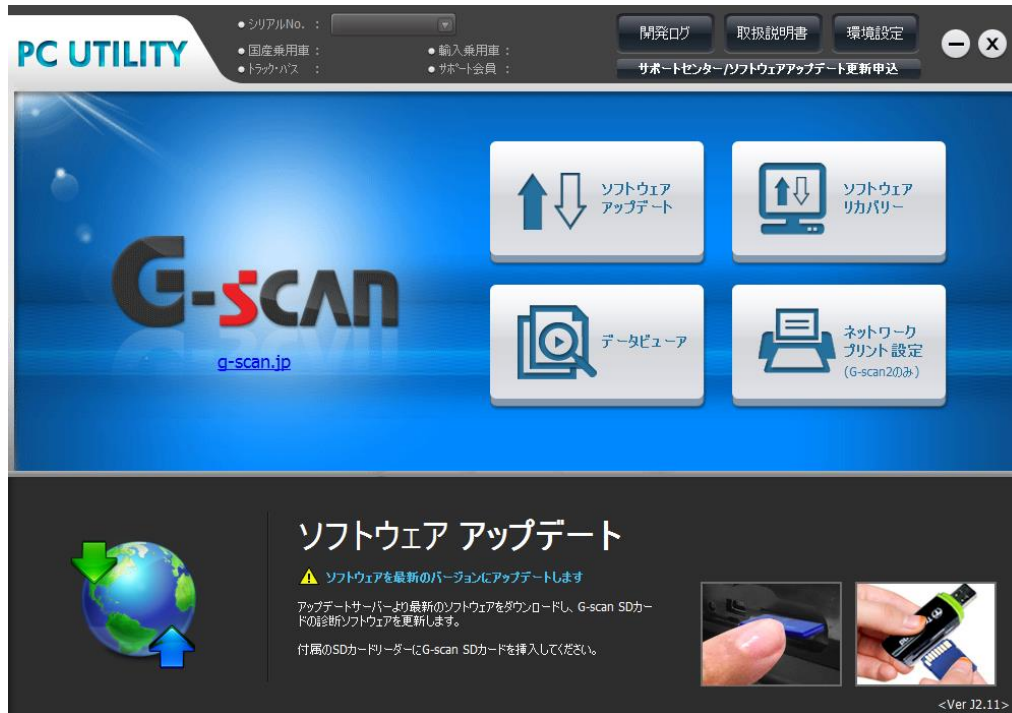 PC UTILITY
● シリアルNo. :
● 国産乗用車 :
● 輸入乗用車 :
● トラック・バス :
● サポート会員 :
開発ログ
取扱説明書
環境設定
サポートセンター/ソフトウェアアップデート更新申込
G-SCAN
g-scan.jp
ソフトウェア
アップデート
ソフトウェア
リカバリー
データビューア
ネットワーク
プリント設定
(G-scan2のみ)
ソフトウェア アップデート
ソフトウェアを最新のバージョンにアップデートします
アップデートサーバーより最新のソフトウェアをダウンロードし、G-scan SDカー
ドの診断ソフトウェアを更新します。
付属のSDカードリーダーにG-scan SDカードを挿入してください。
<Ver J2.11>